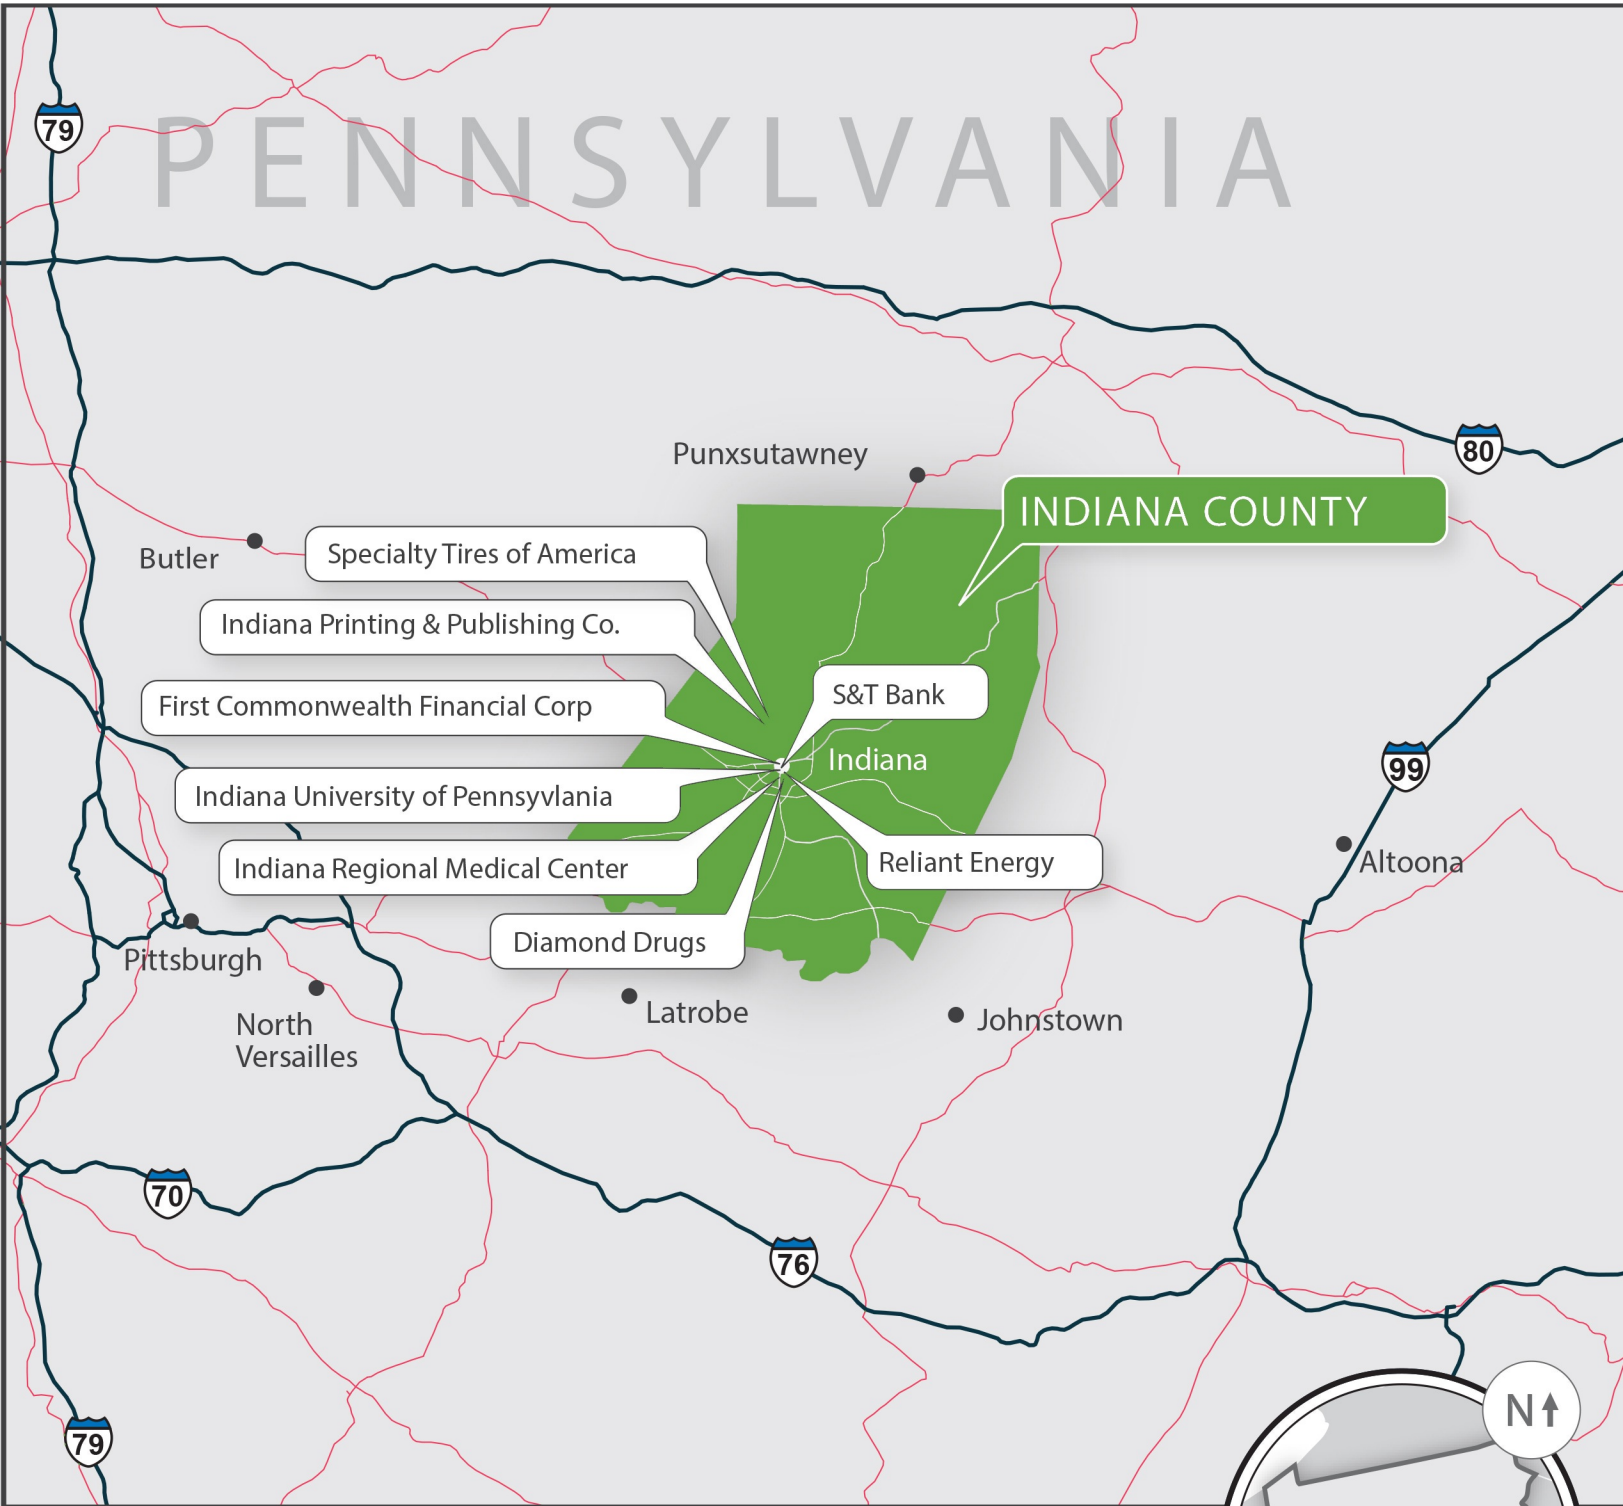 79
PENNSYLVANIA
80
Punxsutawney
INDIANA COUNTY
Butler
Specialty Tires of America
Indiana Printing & Publishing Co.
First Commonwealth Financial Corp
S&T Bank
Indiana
99
Indiana University of Pennsyvlania
Indiana Regional Medical Center
Reliant Energy
Altoona
Diamond Drugs
Pittsburgh
Latrobe
Johnstown
North
Versailles
70
76
N
79